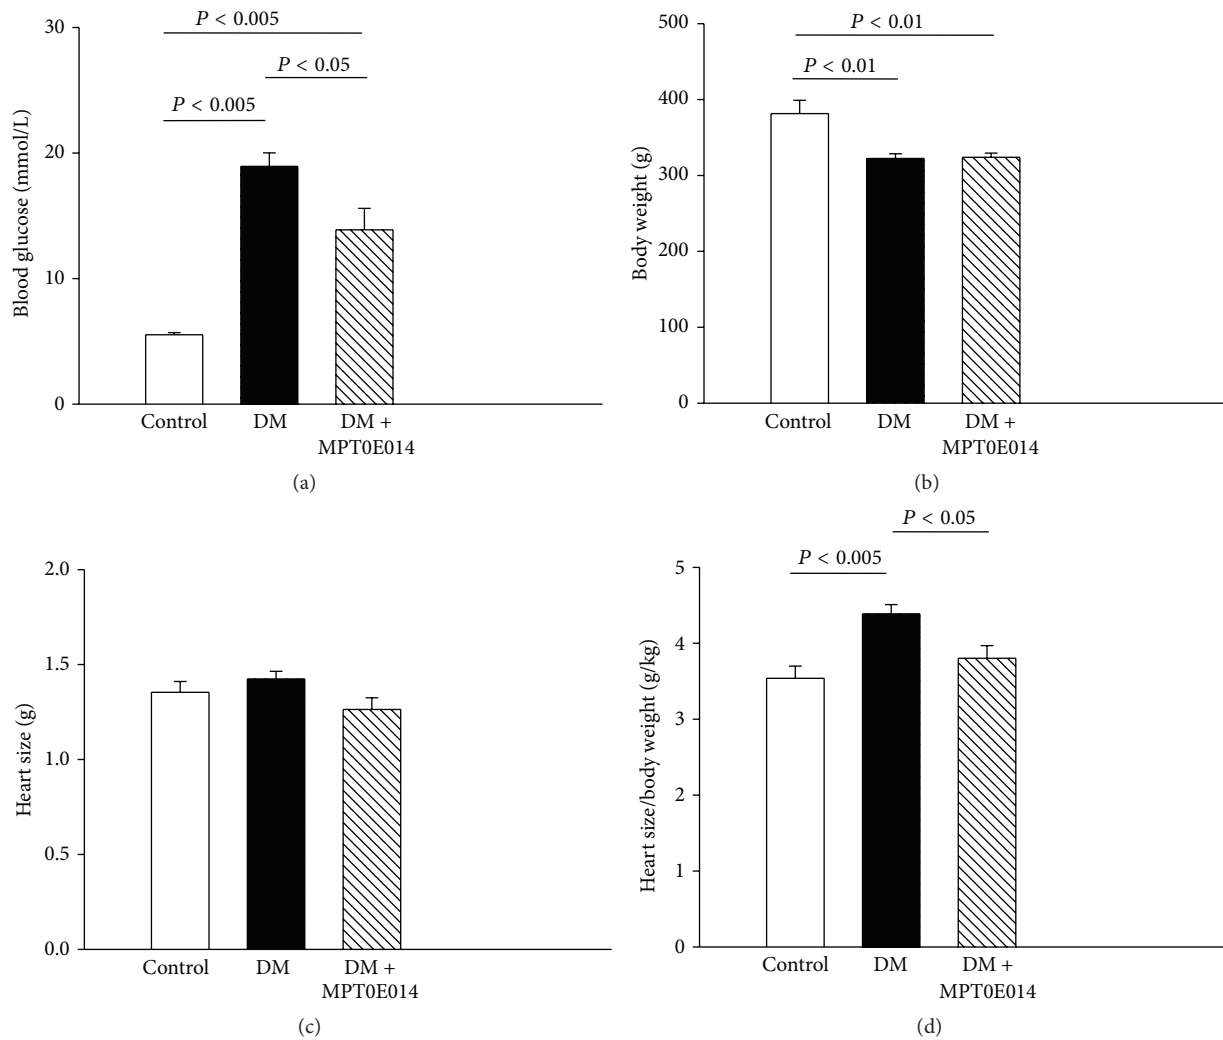 30
20
10
0
Blood glucose (mmol/L)
P < 0.005
P < 0.05
P < 0.005
Control
DM
DM +
MPT0E014
(a)
500
400
300
200
100
0
Body weight (g)
P < 0.01
P < 0.01
Control
DM
DM +
MPT0E014
(b)
2.0
1.5
1.0
0.5
0.0
Heart size (g)
Control
DM
DM +
MPT0E014
(c)
5
4
3
2
1
0
Heart size/body weight (g/kg)
P < 0.05
P < 0.005
Control
DM
DM +
MPT0E014
(d)